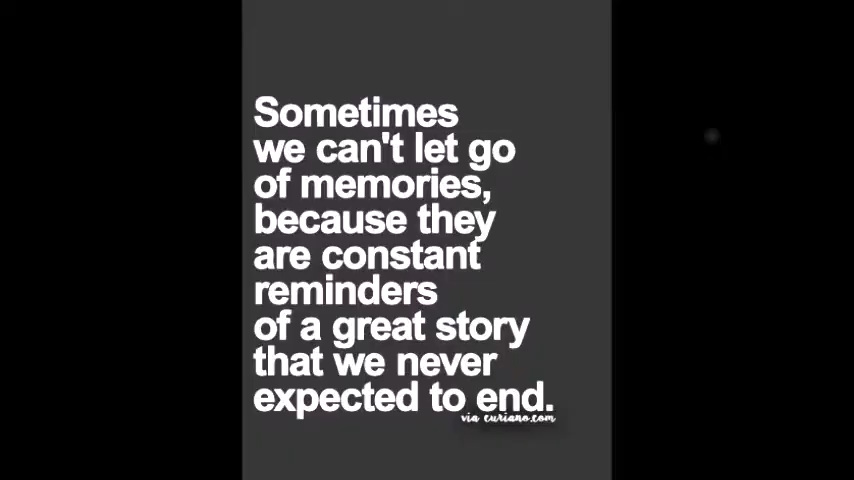 Sometimes
we can't let go
of memories,
because they
are constant
reminders
of a great story
that we never
expected to end.
via curiano.com